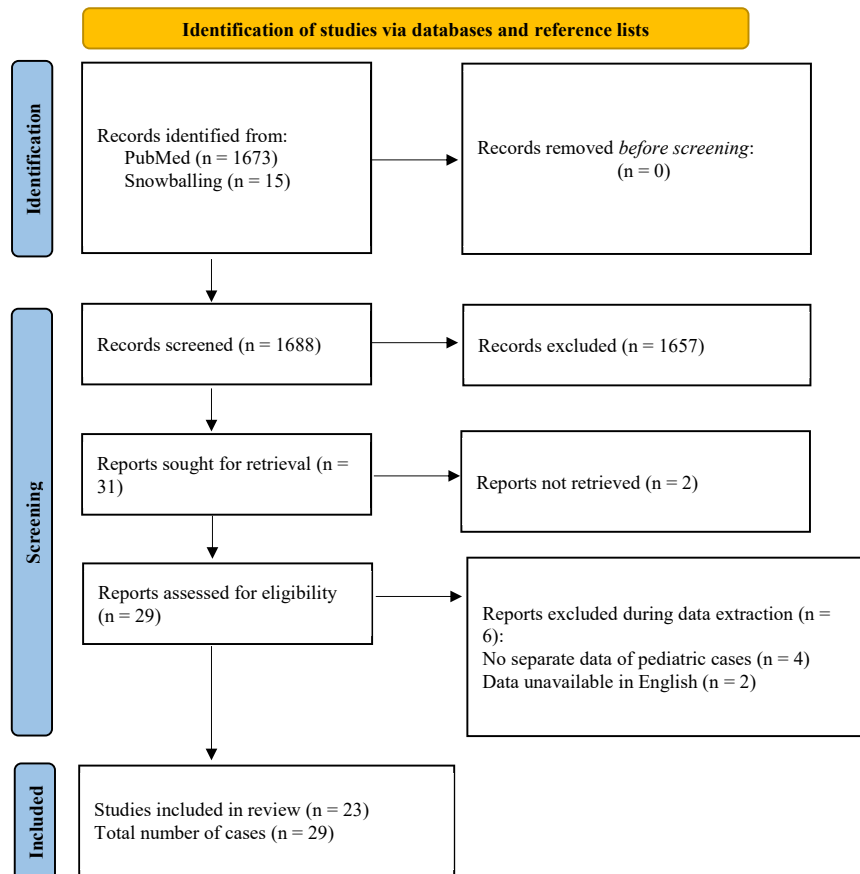 Identification of studies via databases and reference lists
Identification
Records identified from:
PubMed (n = 1673)
Snowballing (n = 15)
Records removed before screening:
(n = 0)
Screening
Records screened (n = 1688)
Records excluded (n = 1657)
Reports sought for retrieval (n =
31)
Reports not retrieved (n = 2)
Reports assessed for eligibility
(n = 29)
Reports excluded during data extraction (n =
6):
No separate data of pediatric cases (n = 4)
Data unavailable in English (n = 2)
Included
Studies included in review (n = 23)
Total number of cases (n = 29)